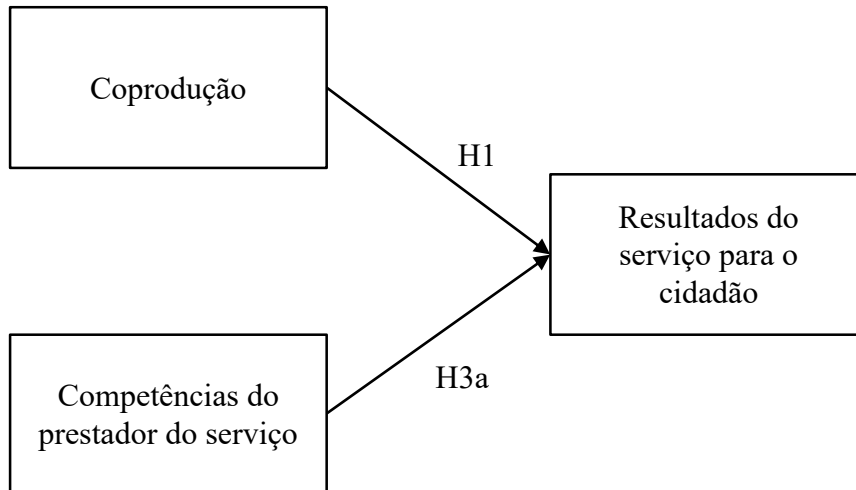 Coprodução
H1
Resultados do
serviço para o
cidadão
H3a
Competências do
prestador do serviço